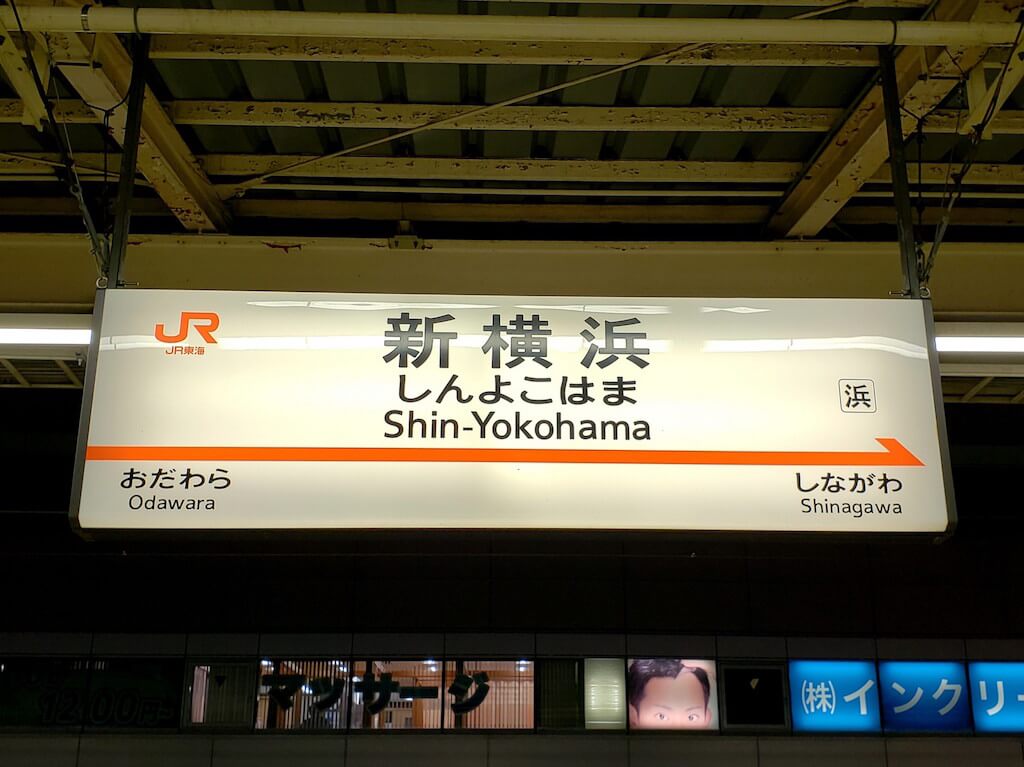 JR
JR東海
新横浜
しんよこはま
Shin-Yokohama
浜
おだわら
Odawara
しながわ
Shinagawa
マッサージ
㈱インクリー